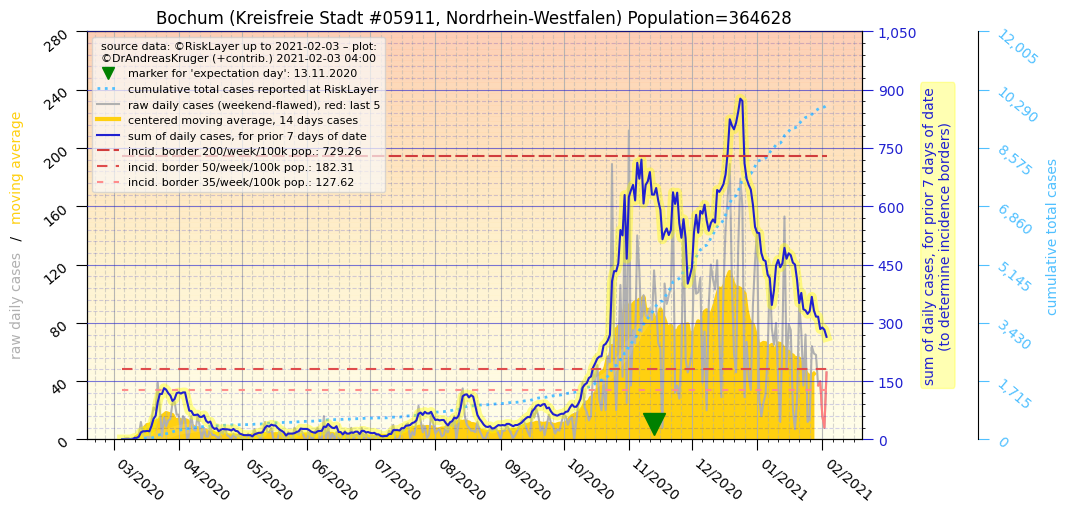 Bochum (Kreisfreie Stadt #05911, Nordrhein-Westfalen) Population=364628
source data: ©RiskLayer up to 2021-02-03 – plot:
©DrAndreasKruger (+contrib.) 2021-02-03 04:00
marker for 'expectation day': 13.11.2020
cumulative total cases reported at RiskLayer
raw daily cases (weekend-flawed), red: last 5
centered moving average, 14 days cases
sum of daily cases, for prior 7 days of date
incid. border 200/week/100k pop.: 729.26
incid. border 50/week/100k pop.: 182.31
incid. border 35/week/100k pop.: 127.62
raw daily cases / moving average
280
240
200
160
120
80
40
0
03/2020
04/2020
05/2020
06/2020
07/2020
08/2020
09/2020
10/2020
11/2020
12/2020
01/2021
02/2021
1,050
900
750
600
450
300
150
0
sum of daily cases, for prior 7 days of date
(to determine incidence borders)
12,005
10,290
8,575
6,860
5,145
3,430
1,715
0
cumulative total cases